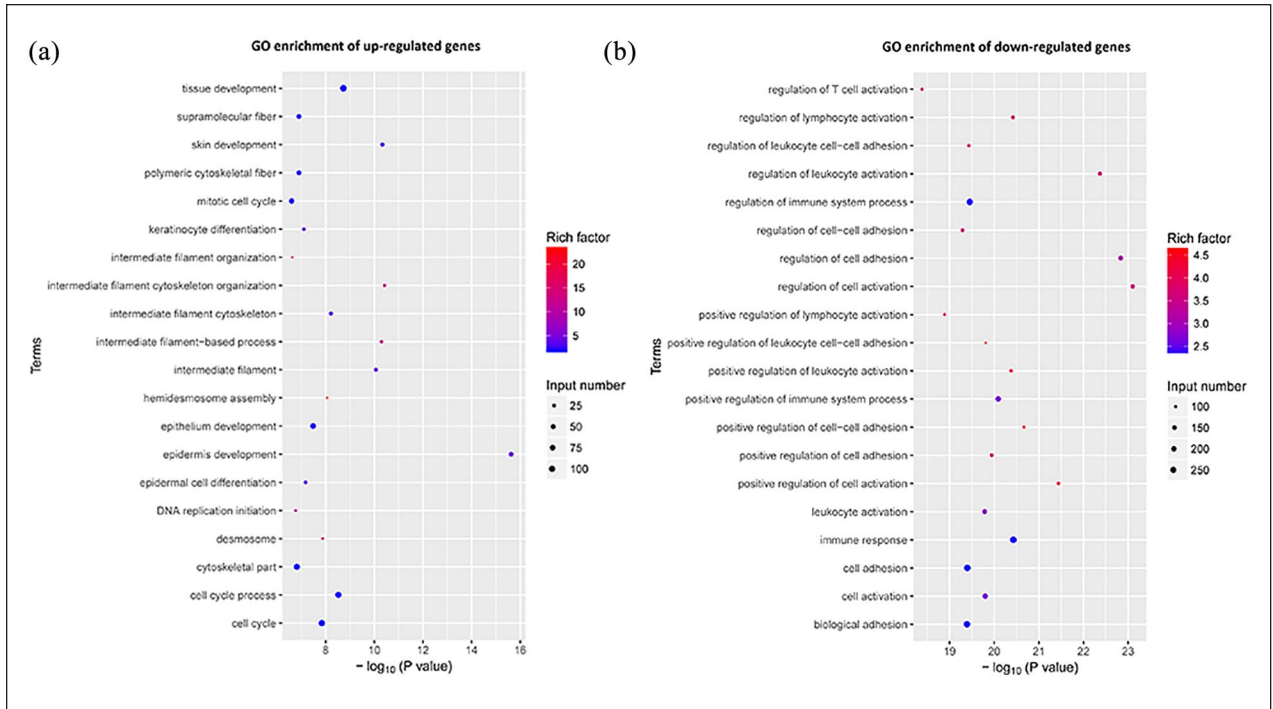 (a)
GO enrichment of up-regulated genes
Terms
tissue development
supramolecular fiber
skin development
polymeric cytoskeletal fiber
mitotic cell cycle
keratinocyte differentiation
intermediate filament organization
intermediate filament cytoskeleton organization
intermediate filament cytoskeleton
intermediate filament-based process
intermediate filament
hemidesmosome assembly
epithelium development
epidermis development
epidermal cell differentiation
DNA replication initiation
desmosome
cytoskeletal part
cell cycle process
cell cycle
8 10 12 14 16
− log10 (P value)
Rich factor
20
15
10
5
Input number
25
50
75
100
(b)
GO enrichment of down-regulated genes
Terms
regulation of T cell activation
regulation of lymphocyte activation
regulation of leukocyte cell-cell adhesion
regulation of leukocyte activation
regulation of immune system process
regulation of cell-cell adhesion
regulation of cell adhesion
regulation of cell activation
positive regulation of lymphocyte activation
positive regulation of leukocyte cell-cell adhesion
positive regulation of leukocyte activation
positive regulation of immune system process
positive regulation of cell-cell adhesion
positive regulation of cell adhesion
positive regulation of cell activation
leukocyte activation
immune response
cell adhesion
cell activation
biological adhesion
19 20 21 22 23
− log10 (P value)
Rich factor
4.5
4.0
3.5
3.0
2.5
Input number
100
150
200
250